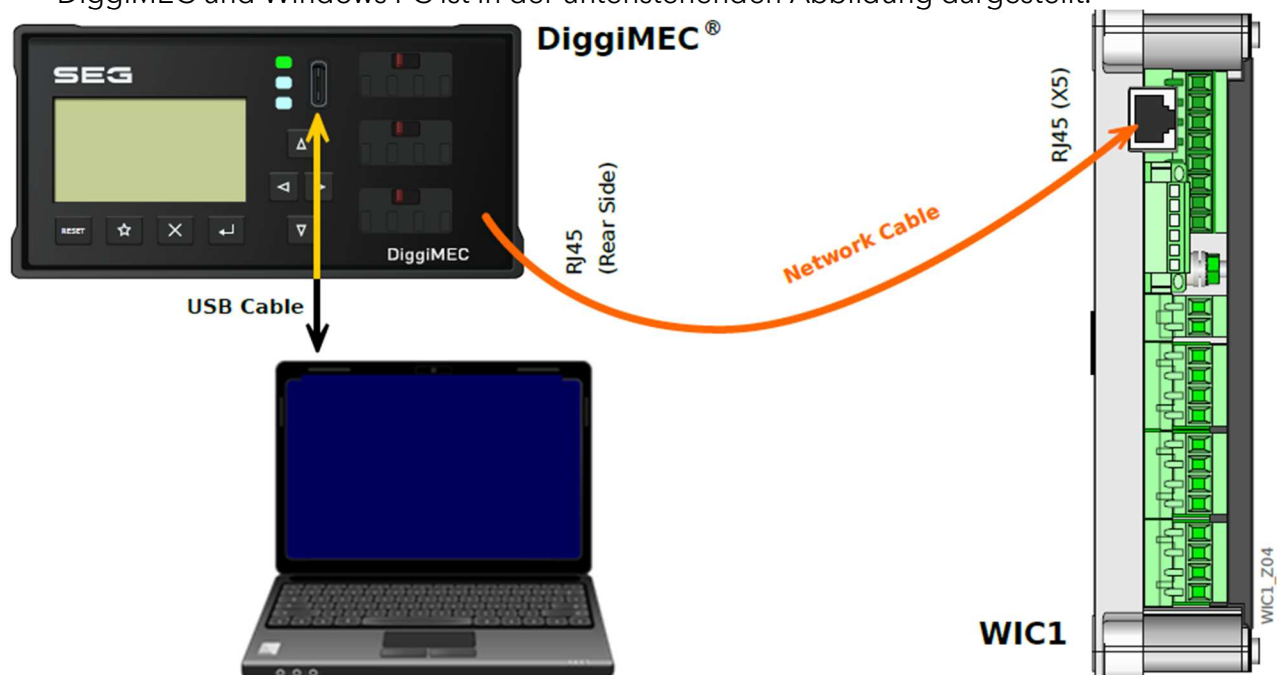 DiggiMEC und Windows PC ist in der untenstehenden Abbildung dargestellt.
DiggiMEC®
SEG
RESET
DiggiMEC
RJ45
(Rear Side)
USB Cable
Network Cable
RJ45 (X5)
WIC1
WIC1_Z04